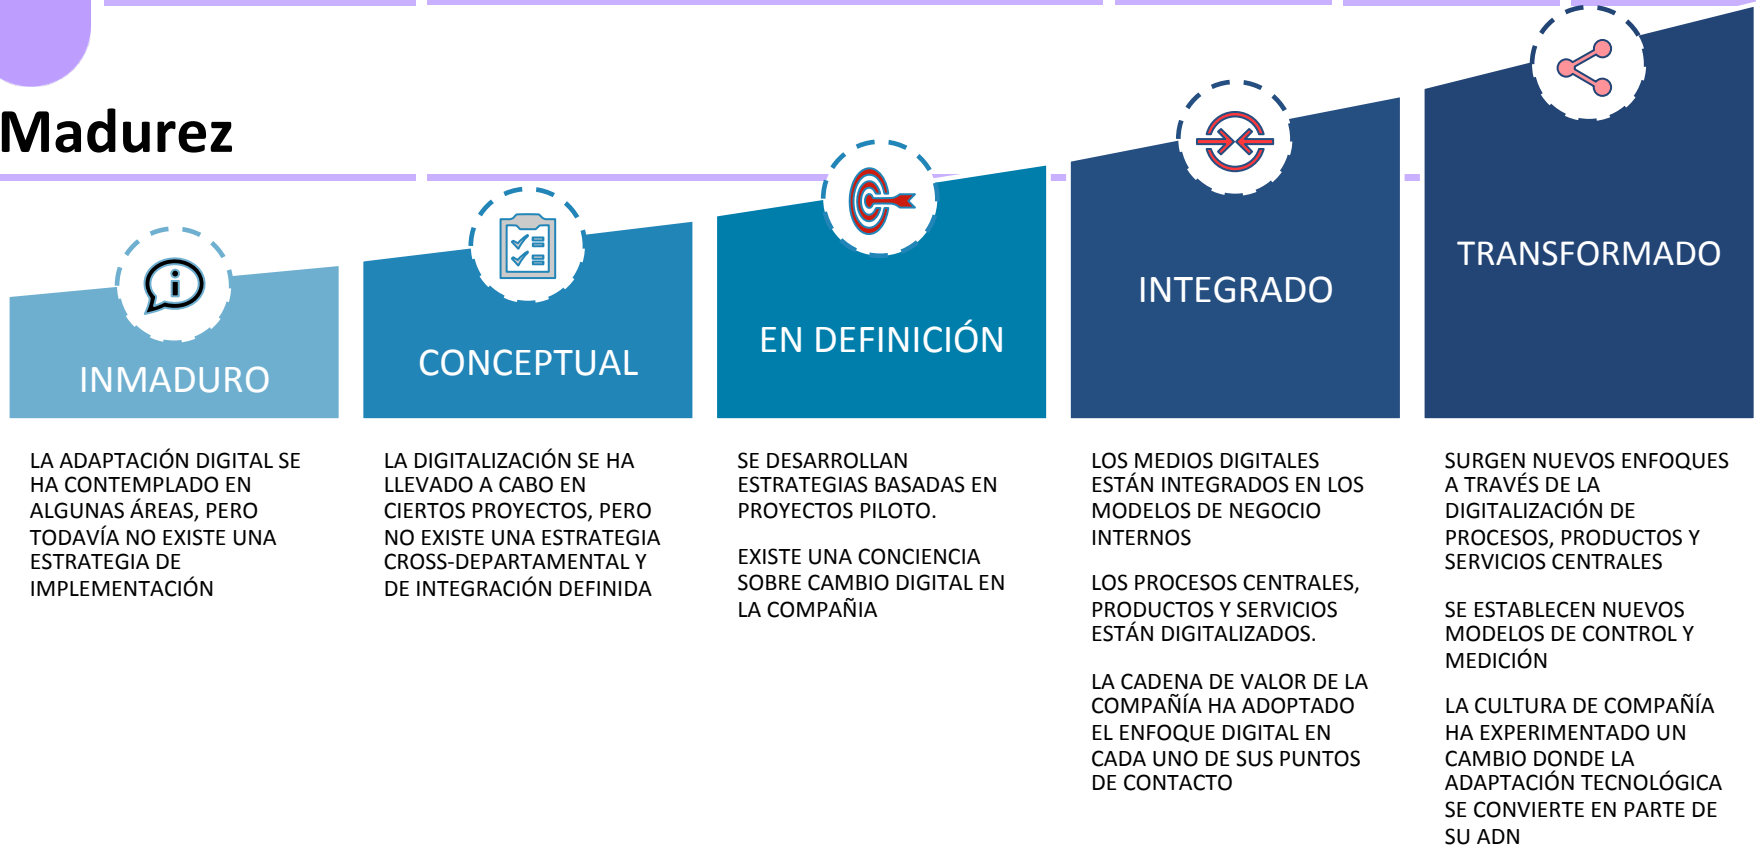 Madurez
INMADURO
LA ADAPTACIÓN DIGITAL SE
HA CONTEMPLADO EN
ALGUNAS ÁREAS, PERO
TODAVÍA NO EXISTE UNA
ESTRATEGIA DE
IMPLEMENTACIÓN
CONCEPTUAL
LA DIGITALIZACIÓN SE HA
LLEVADO A CABO EN
CIERTOS PROYECTOS, PERO
NO EXISTE UNA ESTRATEGIA
CROSS-DEPARTAMENTAL Y
DE INTEGRACIÓN DEFINIDA
EN DEFINICIÓN
SE DESARROLLAN
ESTRATEGIAS BASADAS EN
PROYECTOS PILOTO.
EXISTE UNA CONCIENCIA
SOBRE CAMBIO DIGITAL EN
LA COMPAÑIA
INTEGRADO
LOS MEDIOS DIGITALES
ESTÁN INTEGRADOS EN LOS
MODELOS DE NEGOCIO
INTERNOS
LOS PROCESOS CENTRALES,
PRODUCTOS Y SERVICIOS
ESTÁN DIGITALIZADOS.
LA CADENA DE VALOR DE LA
COMPAÑÍA HA ADOPTADO
EL ENFOQUE DIGITAL EN
CADA UNO DE SUS PUNTOS
DE CONTACTO
TRANSFORMADO
SURGEN NUEVOS ENFOQUES
A TRAVÉS DE LA
DIGITALIZACIÓN DE
PROCESOS, PRODUCTOS Y
SERVICIOS CENTRALES
SE ESTABLECEN NUEVOS
MODELOS DE CONTROL Y
MEDICIÓN
LA CULTURA DE COMPAÑÍA
HA EXPERIMENTADO UN
CAMBIO DONDE LA
ADAPTACIÓN TECNOLÓGICA
SE CONVIERTE EN PARTE DE
SU ADN